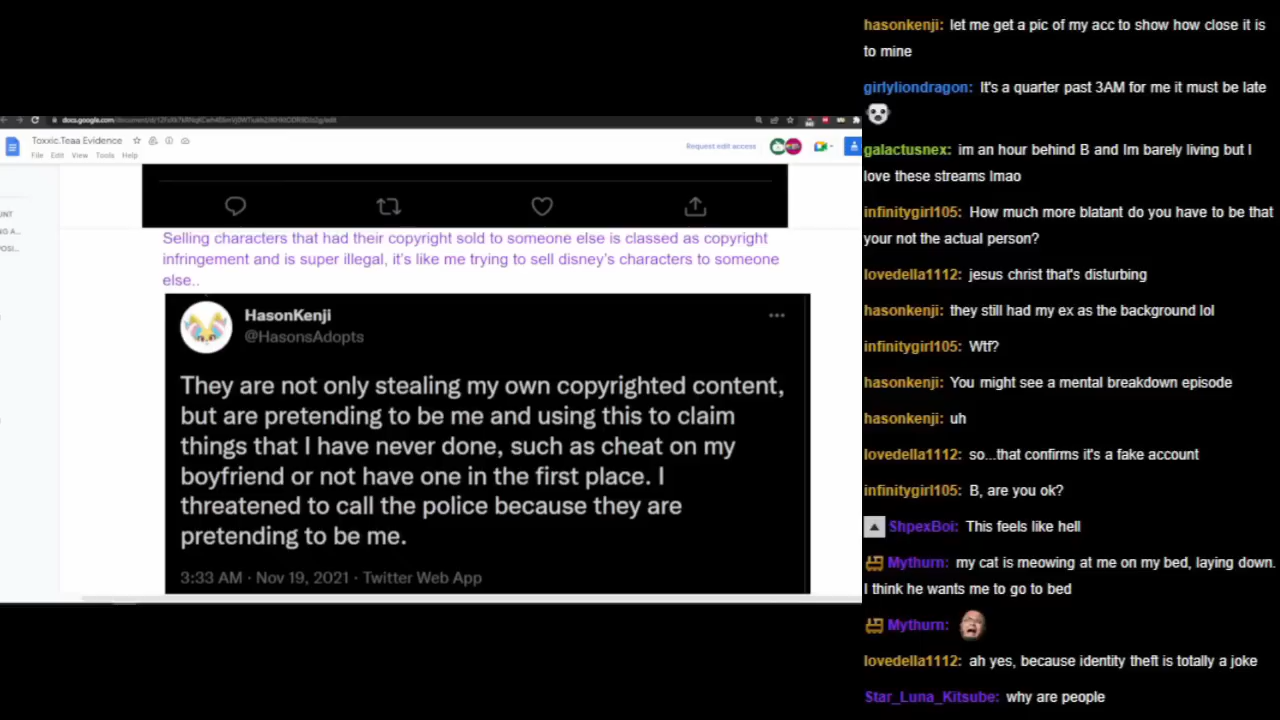 docs.google.com
Toxxic.Teaa Evidence
File Edit View Tools Help
Request edit access
Selling characters that had their copyright sold to someone else is classed as copyright
infringement and is super illegal, it's like me trying to sell disney's characters to someone
else..
HasonKenji
@HasonsAdopts
They are not only stealing my own copyrighted content,
but are pretending to be me and using this to claim
things that I have never done, such as cheat on my
boyfriend or not have one in the first place. I
threatened to call the police because they are
pretending to be me.
3:33 AM · Nov 19, 2021 · Twitter Web App
hasonkenji: let me get a pic of my acc to show how close it is
to mine
girlyliondragon: It's a quarter past 3AM for me it must be late
galactusnex: im an hour behind B and Im barely living but I
love these streams lmao
infinitygirl105: How much more blatant do you have to be that
your not the actual person?
lovedella1112: jesus christ that's disturbing
hasonkenji: they still had my ex as the background lol
infinitygirl105: Wtf?
hasonkenji: You might see a mental breakdown episode
hasonkenji: uh
lovedella1112: so...that confirms it's a fake account
infinitygirl105: B, are you ok?
ShpexBoi: This feels like hell
Mythurn: my cat is meowing at me on my bed, laying down.
I think he wants me to go to bed
Mythurn:
lovedella1112: ah yes, because identity theft is totally a joke
Star_Luna_Kitsube: why are people